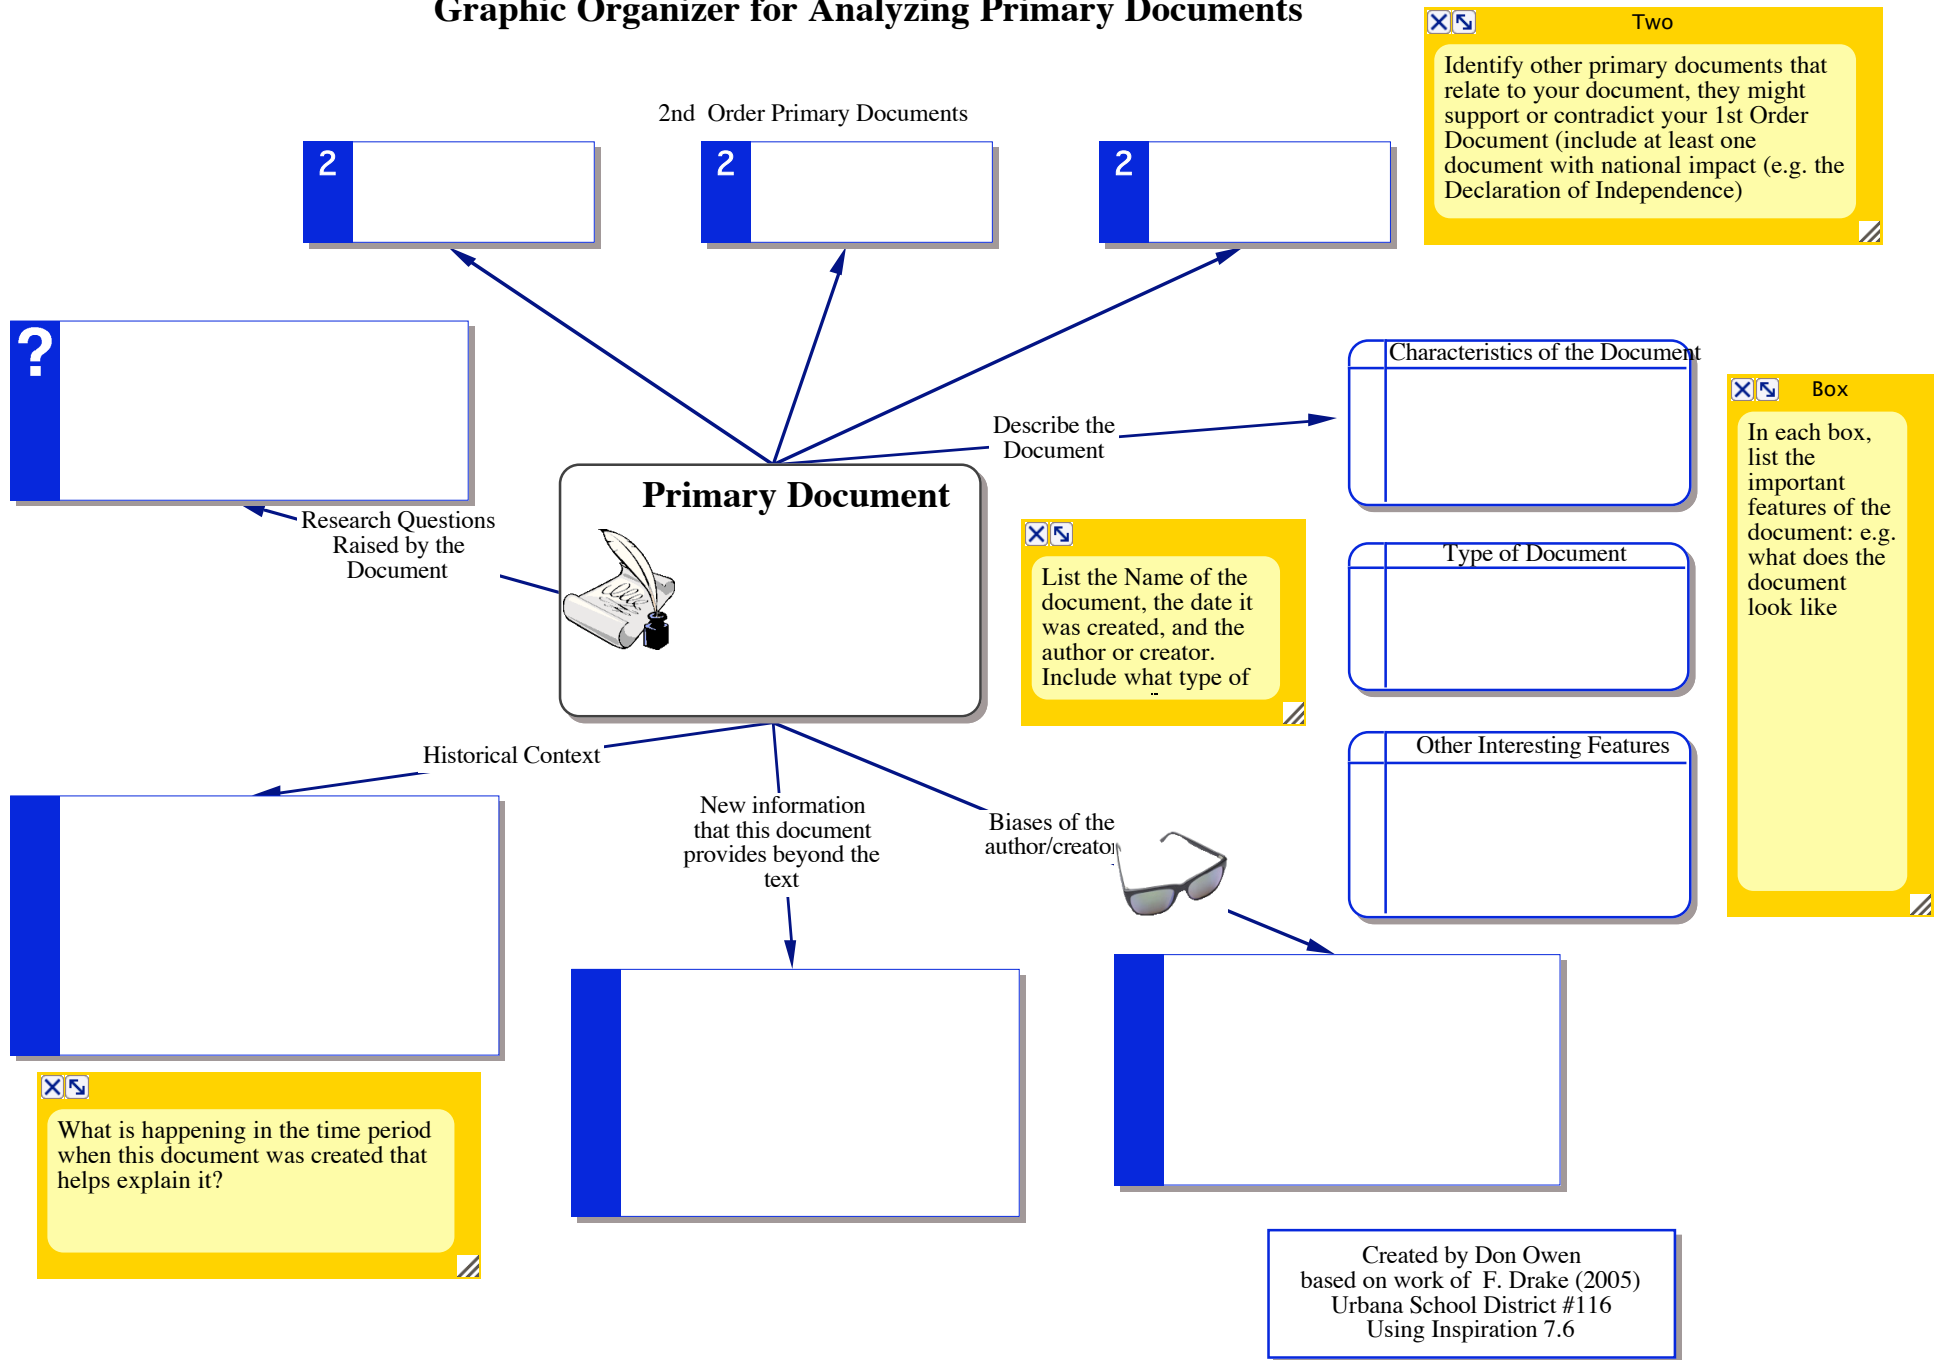 Graphic Organizer for Analyzing Primary Documents
Two
Identify other primary documents that
relate to your document, they might
support or contradict your 1st Order
Document (include at least one
document with national impact (e.g. the
Declaration of Independence)
2nd Order Primary Documents
2
2
2
?
Characteristics of the Document
Describe the
Document
Box
In each box,
list the
important
features of the
document: e.g.
what does the
document
look like
Primary Document
Research Questions
Raised by the
Document
List the Name of the
document, the date it
was created, and the
author or creator.
Include what type of
Type of Document
Other Interesting Features
Historical Context
New information
that this document
provides beyond the
text
Biases of the
author/creator
What is happening in the time period
when this document was created that
helps explain it?
Created by Don Owen
based on work of F. Drake (2005)
Urbana School District #116
Using Inspiration 7.6